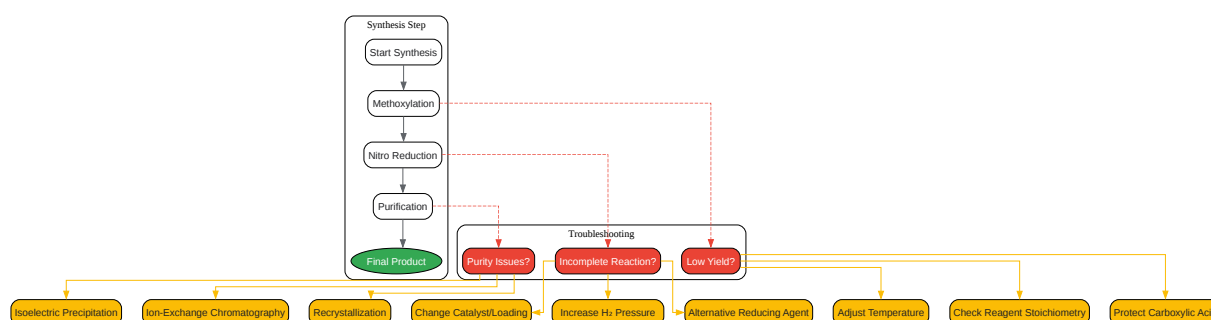 Synthesis Step
Start Synthesis
Methoxylation
Nitro Reduction
Purification
Final Product
Troubleshooting
Purity Issues?
Incomplete Reaction?
Low Yield?
Isoelectric Precipitation
Ion-Exchange Chromatography
Recrystallization
Change Catalyst/Loading
Increase H₂ Pressure
Alternative Reducing Agent
Adjust Temperature
Check Reagent Stoichiometry
Protect Carboxylic Aci